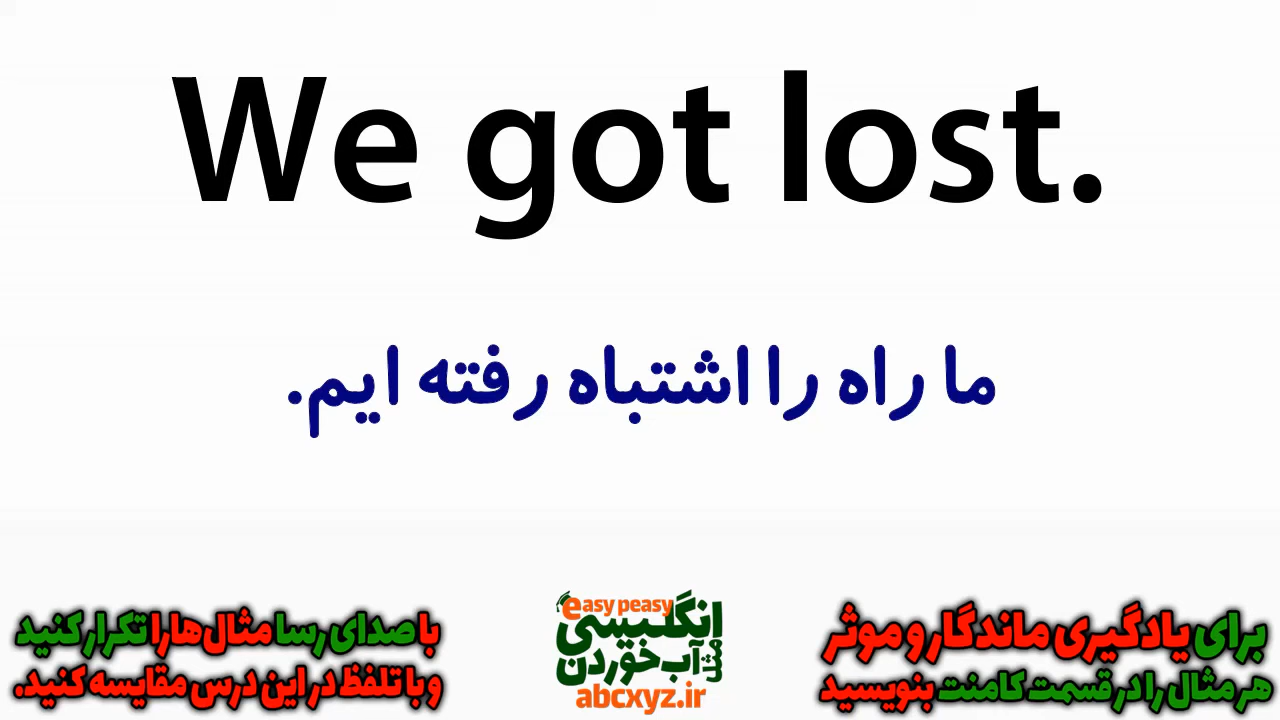 We got lost.
ما راه را اشتباه رفته ایم.
برای یادگیری ماندگار و موثر
هر مثال را در قسمت کامنت بنویسید
easy peasy
انگلیسی
مثل آب خوردن
abcxyz.ir
با صدای رسا مثال‌ها را تکرار کنید
و با تلفظ در این درس مقایسه کنید.